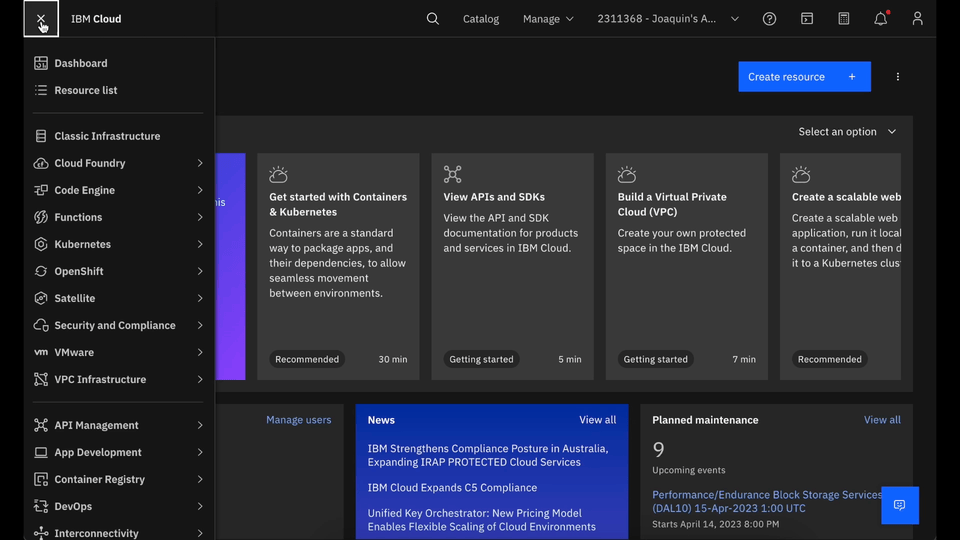 IBM Cloud
Catalog
Manage
2311368 - Joaquin's A...
Dashboard
Resource list
Classic Infrastructure
Cloud Foundry
Code Engine
Functions
Kubernetes
OpenShift
Satellite
Security and Compliance
VMware
VPC Infrastructure
API Management
App Development
Container Registry
DevOps
Interconnectivity
Create resource +
Select an option
Get started with Containers
& Kubernetes
Containers are a standard
way to package apps, and
their dependencies, to allow
seamless movement
between environments.
Recommended
30 min
View APIs and SDKs
View the API and SDK
documentation for products
and services in IBM Cloud.
Getting started
5 min
Build a Virtual Private
Cloud (VPC)
Create your own protected
space in the IBM Cloud.
Getting started
7 min
Create a scalable web
Create a scalable web
application, run it local
a container, and then d
it to a Kubernetes clust
Recommended
Manage users
News
View all
IBM Strengthens Compliance Posture in Australia,
Expanding IRAP PROTECTED Cloud Services
IBM Cloud Expands C5 Compliance
Unified Key Orchestrator: New Pricing Model
Enables Flexible Scaling of Cloud Environments
Planned maintenance
View all
9
Upcoming events
Performance/Endurance Block Storage Services
(DAL10) 15-Apr-2023 1:00 UTC
Starts April 14, 2023 8:00 PM